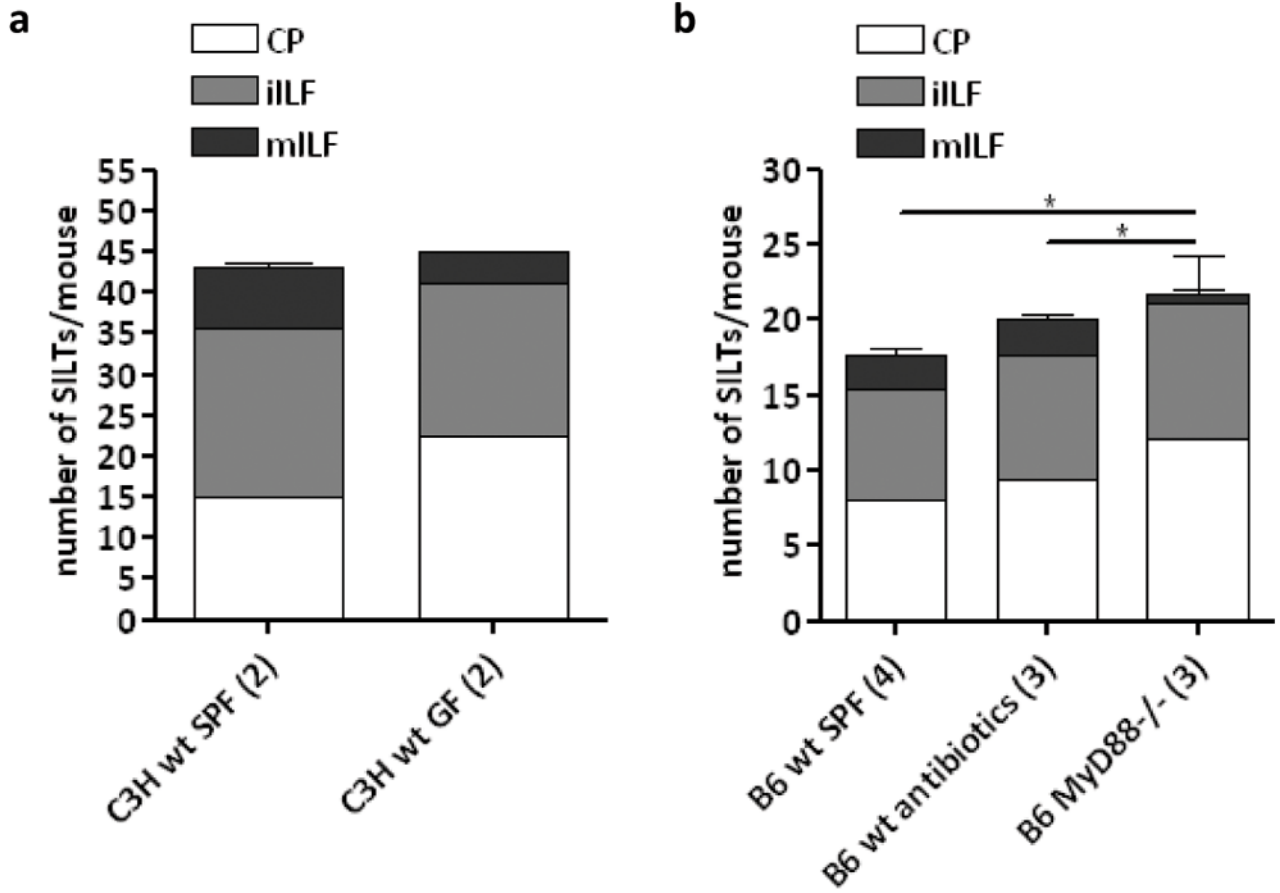 a
CP
iILF
mILF
number of SILTs/mouse
55
50
45
40
35
30
25
20
15
10
5
0
C3H wt SPF (2)
C3H wt GF (2)
b
CP
iILF
mILF
number of SILTs/mouse
30
25
20
15
10
5
0
*
*
B6 wt SPF (4)
B6 wt antibiotics (3)
B6 MyD88-/- (3)